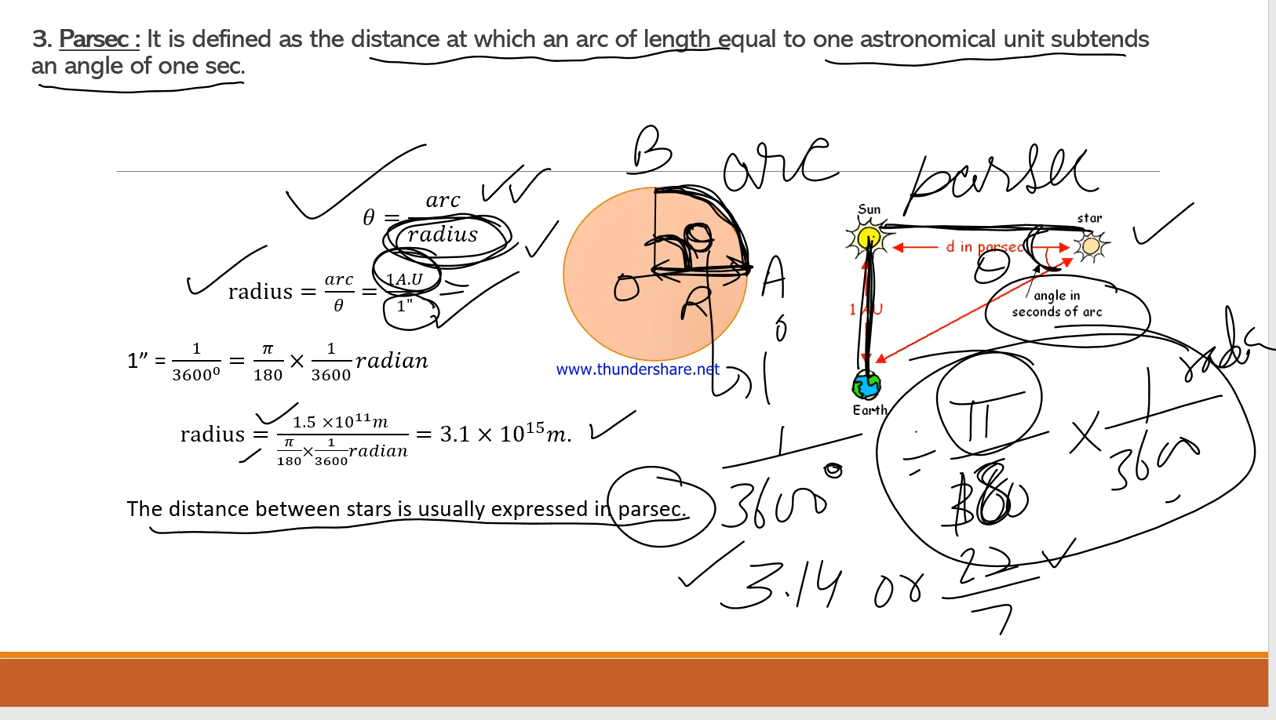 3. Parsec : It is defined as the distance at which an arc of length equal to one astronomical unit subtends
an angle of one sec.
B arc parsec
θ = arc / radius
radius = arc / θ = 1A.U / 1"
1” = 1/3600⁰ = π/180 × 1/3600 radian
radius = 1.5 ×10¹¹m / (π/180 × 1/3600 radian) = 3.1 × 10¹⁵m.
The distance between stars is usually expressed in parsec.
θ
O
R
A
www.thundershare.net
Sun
star
d in parsec
θ
angle in
seconds of arc
1 AU
Earth
1/3600° = π/180 × 1/3600
3.14 or 22/7